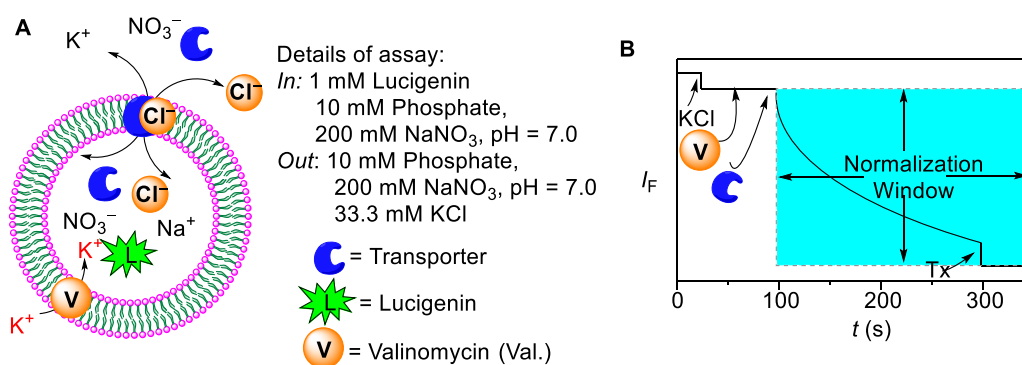 A
K⁺
NO₃⁻
Cl⁻
Cl⁻
Cl⁻
NO₃⁻
Na⁺
K⁺
L
V
K⁺
Details of assay:
In: 1 mM Lucigenin
10 mM Phosphate,
200 mM NaNO₃, pH = 7.0
Out: 10 mM Phosphate,
200 mM NaNO₃, pH = 7.0
33.3 mM KCl
= Transporter
L = Lucigenin
V = Valinomycin (Val.)
B
KCl
V
I_F
Normalization
Window
Tx
0 100 200 300
t (s)